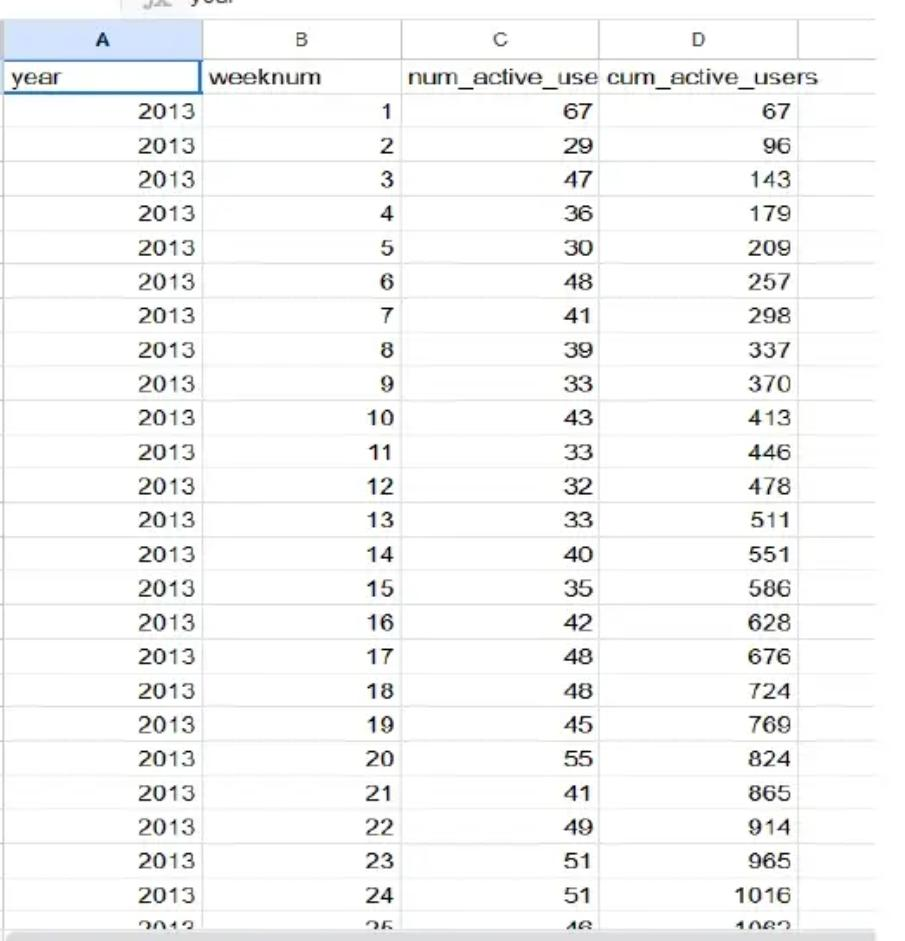 A B C D
year weeknum num_active_use cum_active_users
2013 1 67 67
2013 2 29 96
2013 3 47 143
2013 4 36 179
2013 5 30 209
2013 6 48 257
2013 7 41 298
2013 8 39 337
2013 9 33 370
2013 10 43 413
2013 11 33 446
2013 12 32 478
2013 13 33 511
2013 14 40 551
2013 15 35 586
2013 16 42 628
2013 17 48 676
2013 18 48 724
2013 19 45 769
2013 20 55 824
2013 21 41 865
2013 22 49 914
2013 23 51 965
2013 24 51 1016